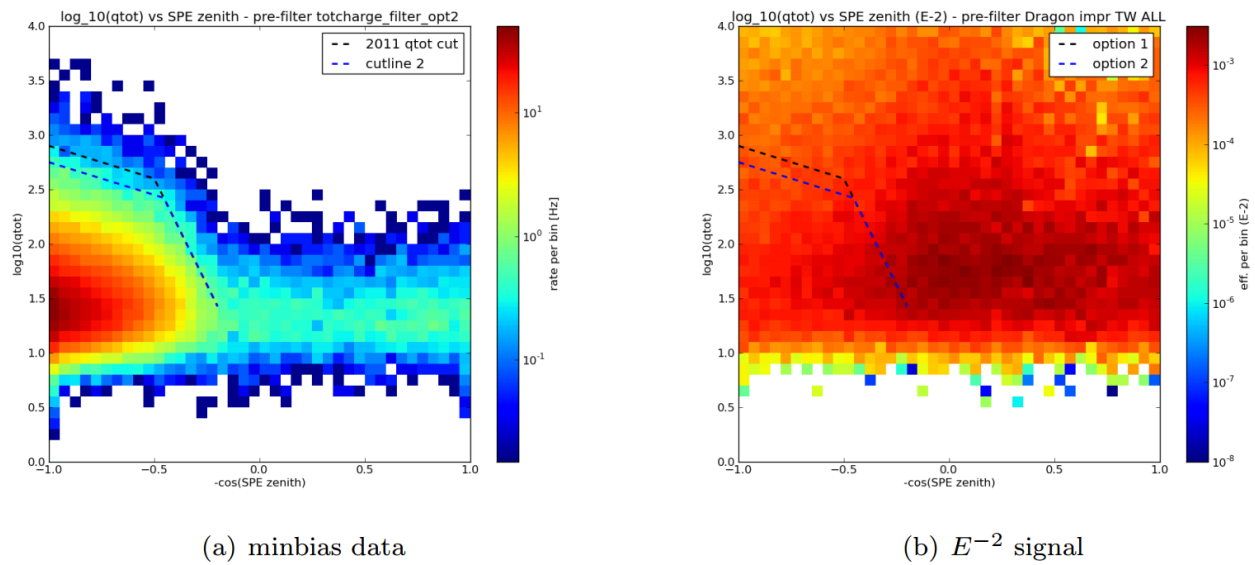 log_10(qtot) vs SPE zenith - pre-filter totcharge_filter_opt2
4.0
3.5
3.0
2.5
2.0
1.5
1.0
0.5
0.0
log10(qtot)
−1.0 −0.5 0.0 0.5 1.0
-cos(SPE zenith)
2011 qtot cut
cutline 2
10¹
10⁰
10⁻¹
rate per bin [Hz]
(a) minbias data
log_10(qtot) vs SPE zenith (E-2) - pre-filter Dragon impr TW ALL
4.0
3.5
3.0
2.5
2.0
1.5
1.0
0.5
0.0
log10(qtot)
−1.0 −0.5 0.0 0.5 1.0
-cos(SPE zenith)
option 1
option 2
10⁻³
10⁻⁴
10⁻⁵
10⁻⁶
10⁻⁷
10⁻⁸
eff. per bin (E-2)
(b) E⁻² signal